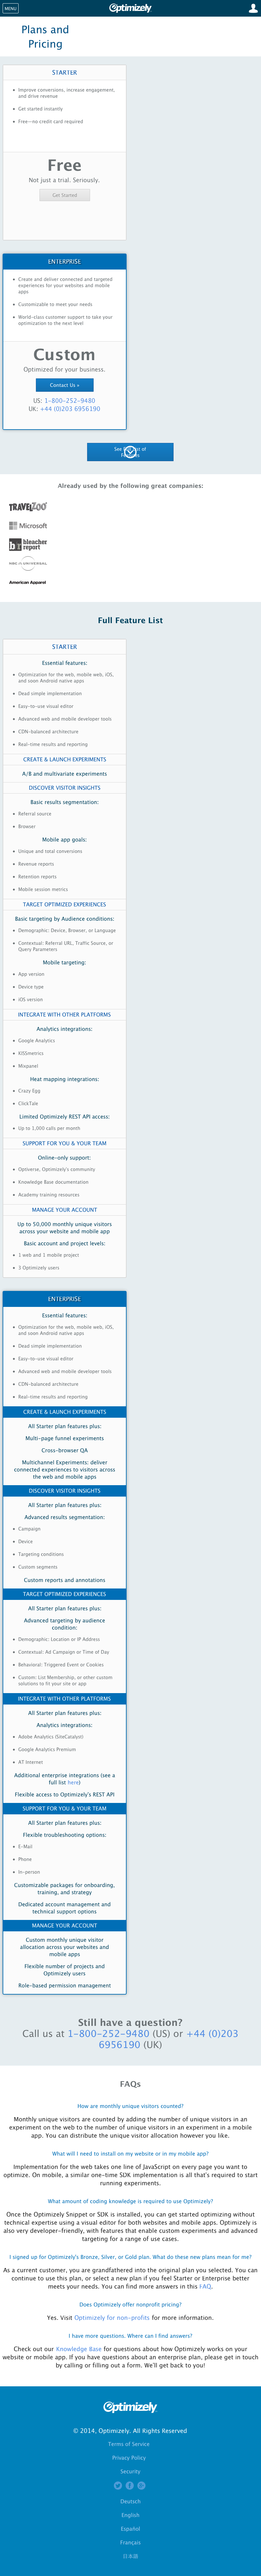 MENU
Optimizely
Plans and
Pricing
STARTER
Improve conversions, increase engagement,
and drive revenue
Get started instantly
Free—no credit card required
Free
Not just a trial. Seriously.
Get Started
ENTERPRISE
Create and deliver connected and targeted
experiences for your websites and mobile
apps
Customizable to meet your needs
World-class customer support to take your
optimization to the next level
Custom
Optimized for your business.
Contact Us »
US: 1-800-252-9480
UK: +44 (0)203 6956190
See of
Already used by the following great companies:
TRAVELZOO
Microsoft
b/r bleacher
report
NBC UNIVERSAL
American Apparel
Full Feature List
STARTER
Essential features:
Optimization for the web, mobile web, iOS,
and soon Android native apps
Dead simple implementation
Easy-to-use visual editor
Advanced web and mobile developer tools
CDN-balanced architecture
Real-time results and reporting
CREATE & LAUNCH EXPERIMENTS
A/B and multivariate experiments
DISCOVER VISITOR INSIGHTS
Basic results segmentation:
Referral source
Browser
Mobile app goals:
Unique and total conversions
Revenue reports
Retention reports
Mobile session metrics
TARGET OPTIMIZED EXPERIENCES
Basic targeting by Audience conditions:
Demographic: Device, Browser, or Language
Contextual: Referral URL, Traffic Source, or
Query Parameters
Mobile targeting:
App version
Device type
iOS version
INTEGRATE WITH OTHER PLATFORMS
Analytics integrations:
Google Analytics
KISSmetrics
Mixpanel
Heat mapping integrations:
Crazy Egg
ClickTale
Limited Optimizely REST API access:
Up to 1,000 calls per month
SUPPORT FOR YOU & YOUR TEAM
Online-only support:
Optiverse, Optimizely's community
Knowledge Base documentation
Academy training resources
MANAGE YOUR ACCOUNT
Up to 50,000 monthly unique visitors
across your website and mobile app
Basic account and project levels:
1 web and 1 mobile project
3 Optimizely users
ENTERPRISE
Essential features:
Optimization for the web, mobile web, iOS,
and soon Android native apps
Dead simple implementation
Easy-to-use visual editor
Advanced web and mobile developer tools
CDN-balanced architecture
Real-time results and reporting
CREATE & LAUNCH EXPERIMENTS
All Starter plan features plus:
Multi-page funnel experiments
Cross-browser QA
Multichannel Experiments: deliver
connected experiences to visitors across
the web and mobile apps
DISCOVER VISITOR INSIGHTS
All Starter plan features plus:
Advanced results segmentation:
Campaign
Device
Targeting conditions
Custom segments
Custom reports and annotations
TARGET OPTIMIZED EXPERIENCES
All Starter plan features plus:
Advanced targeting by audience
condition:
Demographic: Location or IP Address
Contextual: Ad Campaign or Time of Day
Behavioral: Triggered Event or Cookies
Custom: List Membership, or other custom
solutions to fit your site or app
INTEGRATE WITH OTHER PLATFORMS
All Starter plan features plus:
Analytics integrations:
Adobe Analytics (SiteCatalyst)
Google Analytics Premium
AT Internet
Additional enterprise integrations (see a
full list here)
Flexible access to Optimizely's REST API
SUPPORT FOR YOU & YOUR TEAM
All Starter plan features plus:
Flexible troubleshooting options:
E-Mail
Phone
In-person
Customizable packages for onboarding,
training, and strategy
Dedicated account management and
technical support options
MANAGE YOUR ACCOUNT
Custom monthly unique visitor
allocation across your websites and
mobile apps
Flexible number of projects and
Optimizely users
Role-based permission management
Still have a question?
Call us at 1-800-252-9480 (US) or +44 (0)203
6956190 (UK)
FAQs
How are monthly unique visitors counted?
Monthly unique visitors are counted by adding the number of unique visitors in an
experiment on the web to the number of unique visitors in an experiment in a mobile
app. You can distribute the unique visitor allocation however you like.
What will I need to install on my website or in my mobile app?
Implementation for the web takes one line of JavaScript on every page you want to
optimize. On mobile, a similar one-time SDK implementation is all that's required to start
running experiments.
What amount of coding knowledge is required to use Optimizely?
Once the Optimizely Snippet or SDK is installed, you can get started optimizing without
touching any code using a visual editor for both websites and mobile apps. Optimizely is
also very developer-friendly, with features that enable custom experiments and advanced
targeting for a range of use cases.
I signed up for Optimizely's Bronze, Silver, or Gold plan. What do these new plans mean for me?
As a current customer, you are grandfathered into the original plan you selected. You can
continue to use this plan, or select a new plan if you feel Starter or Enterprise better
meets your needs. You can find more answers in this FAQ.
Does Optimizely offer nonprofit pricing?
Yes. Visit Optimizely for non-profits for more information.
I have more questions. Where can I find answers?
Check out our Knowledge Base for questions about how Optimizely works on your
website or mobile app. If you have questions about an enterprise plan, please get in touch
by calling or filling out a form. We'll get back to you!
Optimizely
© 2014, Optimizely. All Rights Reserved
Terms of Service
Privacy Policy
Security
Deutsch
English
Español
Français
日本語